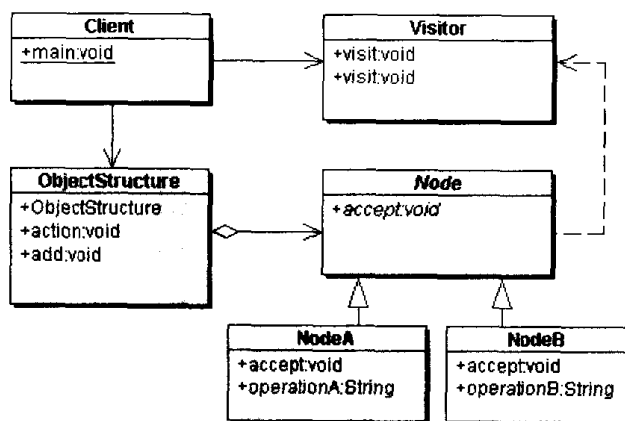 Client
+main:void
Visitor
+visit:void
+visit:void
ObjectStructure
+ObjectStructure
+action:void
+add:void
Node
+accept:void
NodeA
+accept:void
+operationA:String
NodeB
+accept:void
+operationB:String